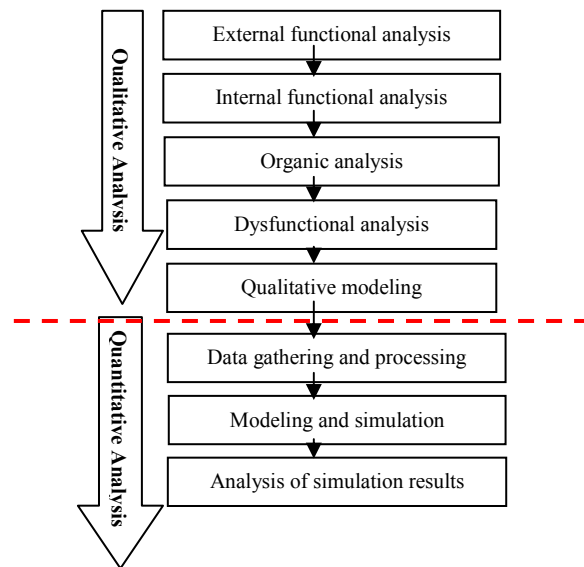 External functional analysis
Internal functional analysis
Organic analysis
Dysfunctional analysis
Qualitative modeling
Qualitative Analysis
Data gathering and processing
Modeling and simulation
Analysis of simulation results
Quantitative Analysis